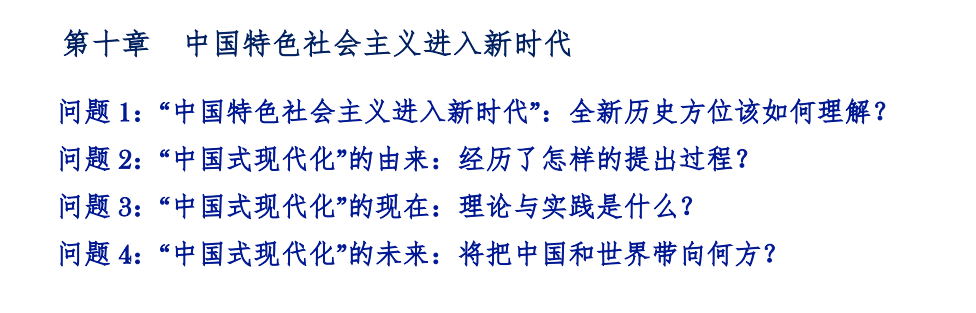 第十章　中国特色社会主义进入新时代
问题 1：“中国特色社会主义进入新时代”：全新历史方位该如何理解？
问题 2：“中国式现代化”的由来：经历了怎样的提出过程？
问题 3：“中国式现代化”的现在：理论与实践是什么？
问题 4：“中国式现代化”的未来：将把中国和世界带向何方？